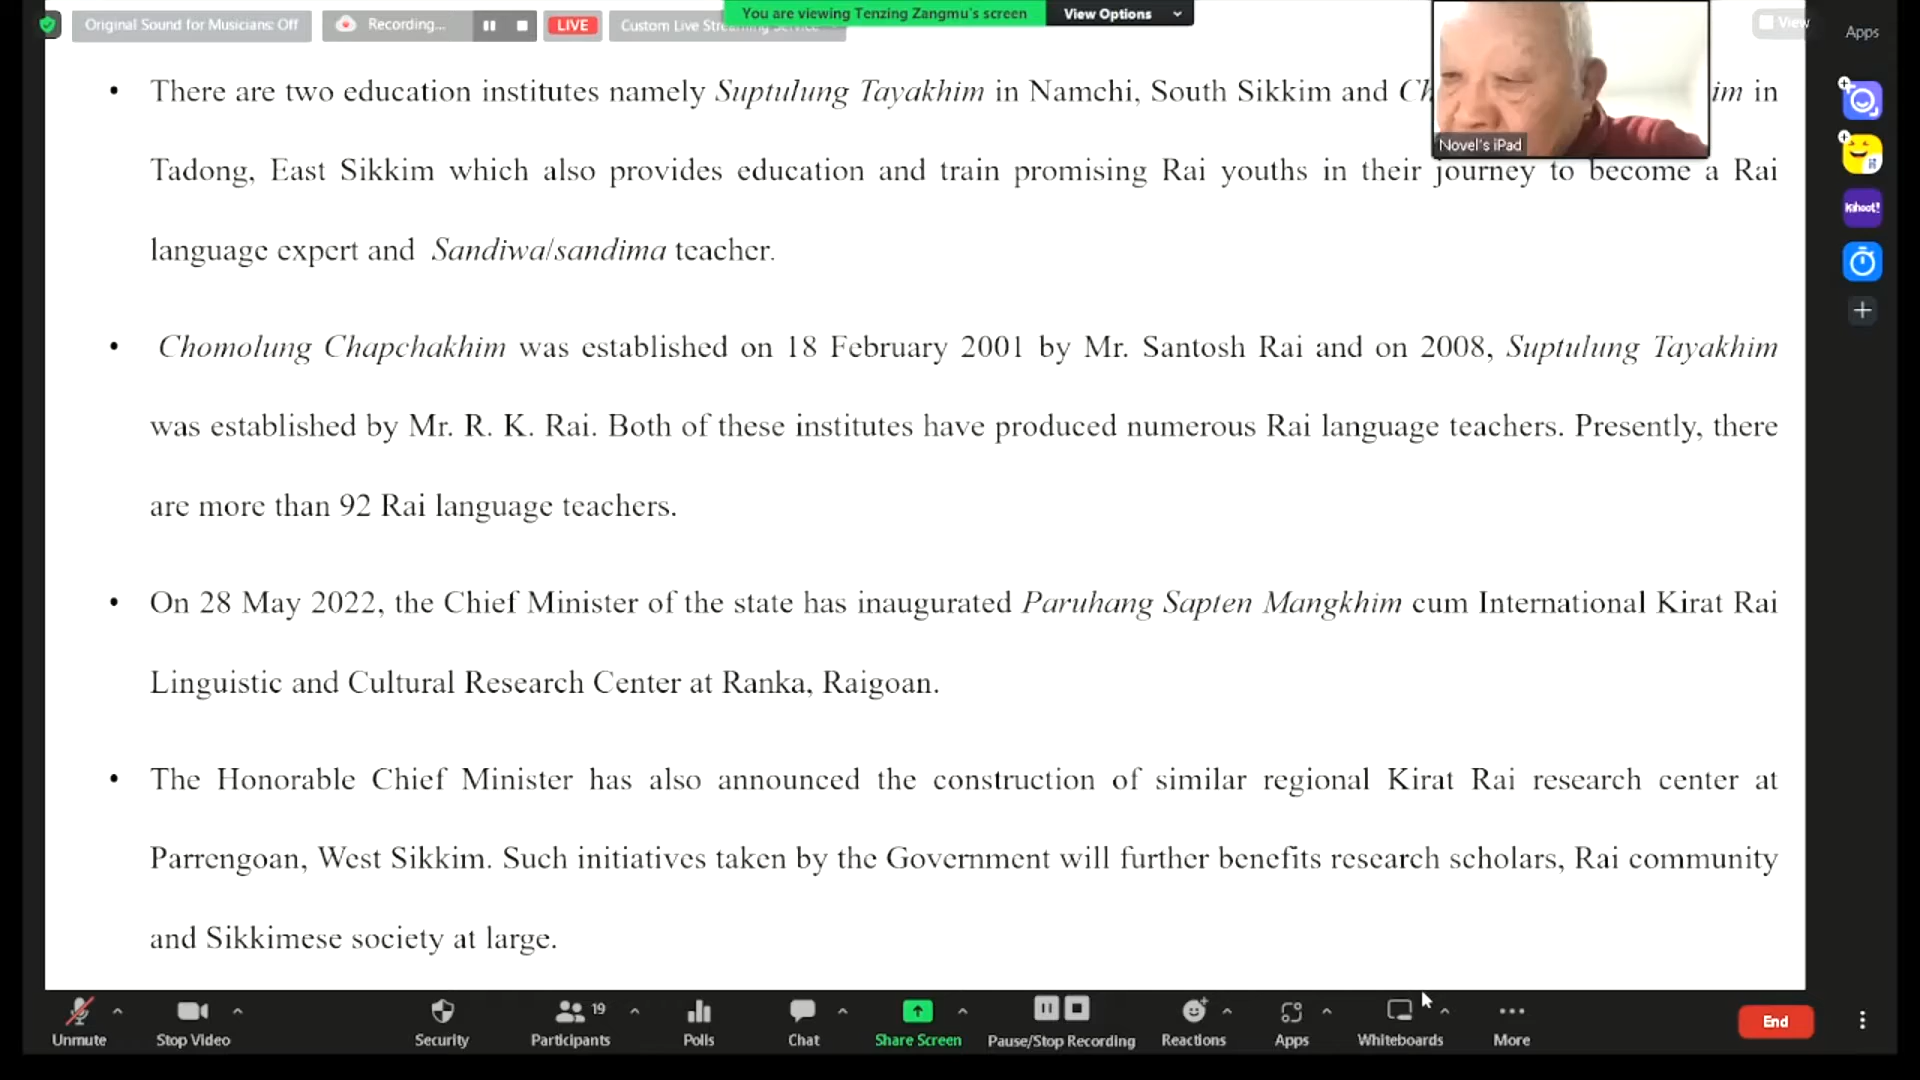 Original Sound for Musicians: Off
Recording...
LIVE
Custom Live Streaming Service
You are viewing Tenzing Zangmu's screen
View Options
View
Apps
• There are two education institutes namely Suptulung Tayakhim in Namchi, South Sikkim and im in
Tadong, East Sikkim which also provides education and train promising Rai youths in their journey to become a Rai
language expert and Sandiwa/sandima teacher.
Novel's iPad
Kahoot!
• Chomolung Chapchakhim was established on 18 February 2001 by Mr. Santosh Rai and on 2008, Suptulung Tayakhim
was established by Mr. R. K. Rai. Both of these institutes have produced numerous Rai language teachers. Presently, there
are more than 92 Rai language teachers.
• On 28 May 2022, the Chief Minister of the state has inaugurated Paruhang Sapten Mangkhim cum International Kirat Rai
Linguistic and Cultural Research Center at Ranka, Raigoan.
• The Honorable Chief Minister has also announced the construction of similar regional Kirat Rai research center at
Parrengoan, West Sikkim. Such initiatives taken by the Government will further benefits research scholars, Rai community
and Sikkimese society at large.
Unmute
Stop Video
Security
Participants
19
Polls
Chat
Share Screen
Pause/Stop Recording
Reactions
Apps
Whiteboards
More
End